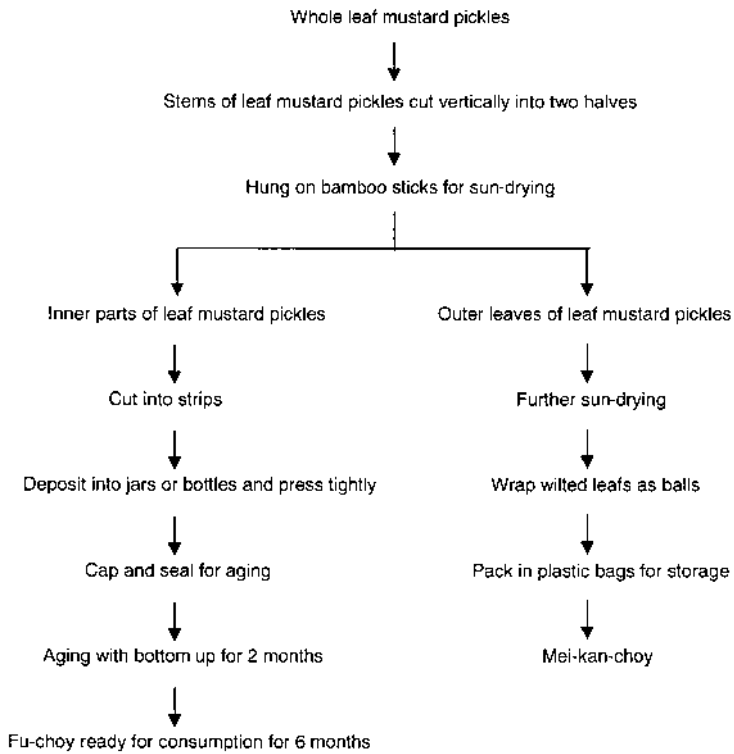 Whole leaf mustard pickles
Stems of leaf mustard pickles cut vertically into two halves
Hung on bamboo sticks for sun-drying
Inner parts of leaf mustard pickles
Outer leaves of leaf mustard pickles
Cut into strips
Further sun-drying
Deposit into jars or bottles and press tightly
Wrap wilted leafs as balls
Cap and seal for aging
Pack in plastic bags for storage
Aging with bottom up for 2 months
Mei-kan-choy
Fu-choy ready for consumption for 6 months